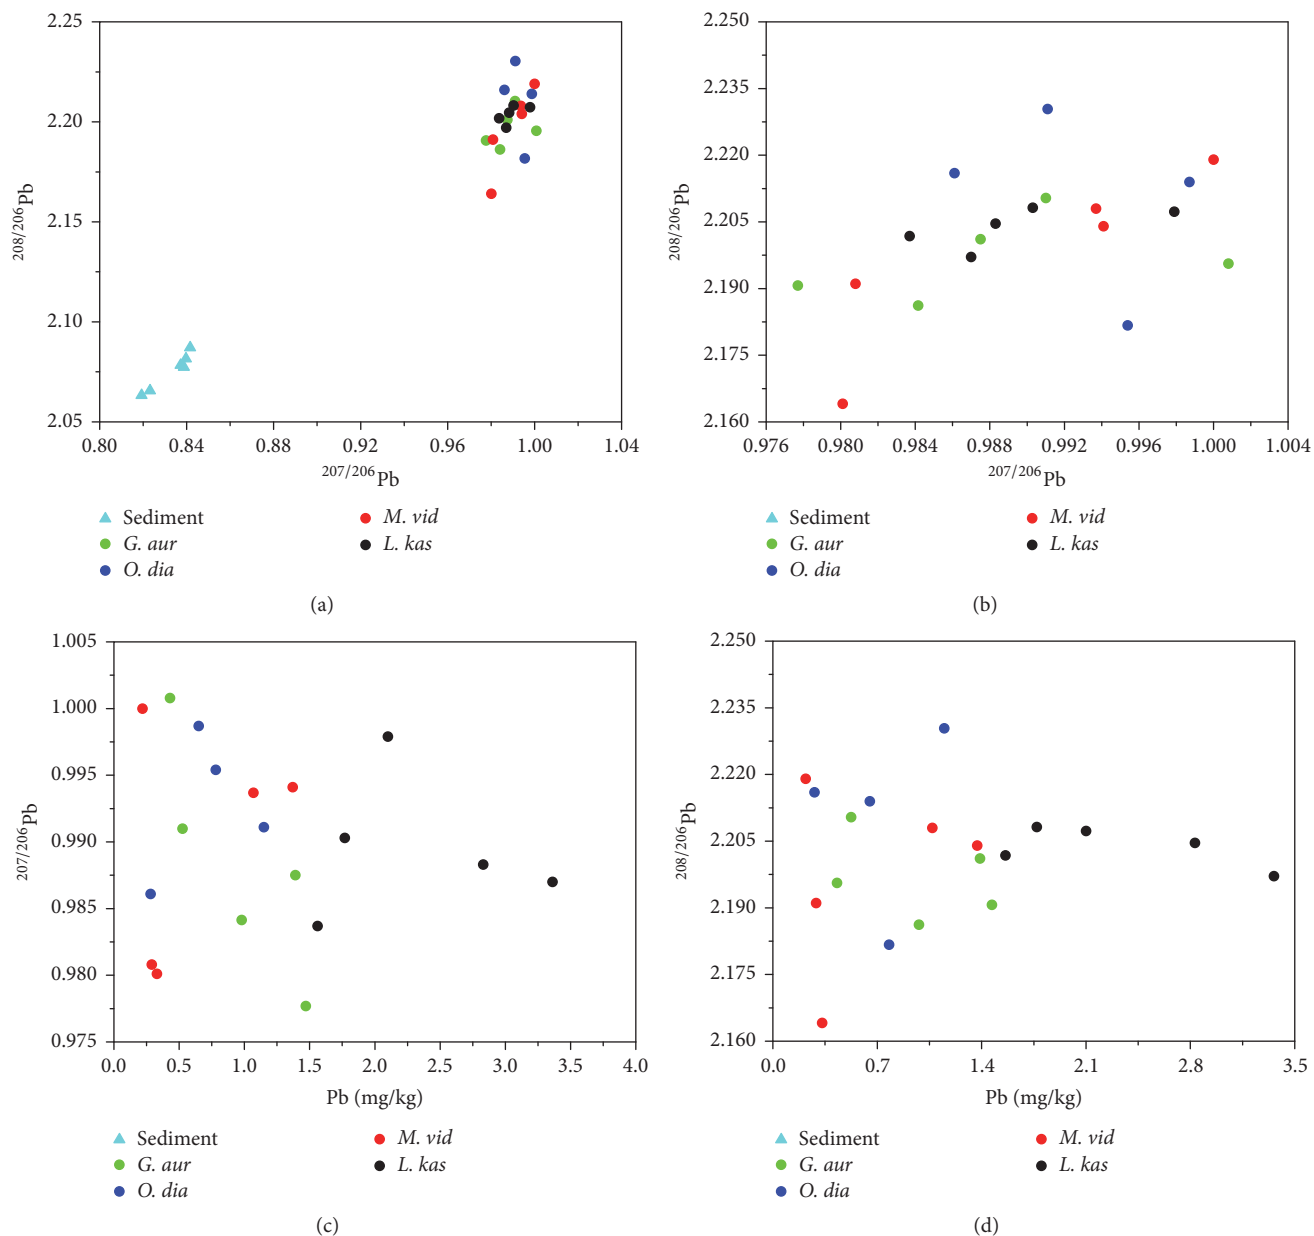 2.25
2.20
2.15
2.10
2.05
208/206Pb
0.80 0.84 0.88 0.92 0.96 1.00 1.04
207/206Pb
Sediment
G. aur
O. dia
M. vid
L. kas
(a)
2.250
2.235
2.220
2.205
2.190
2.175
2.160
208/206Pb
0.976 0.980 0.984 0.988 0.992 0.996 1.000 1.004
207/206Pb
Sediment
G. aur
O. dia
M. vid
L. kas
(b)
1.005
1.000
0.995
0.990
0.985
0.980
0.975
207/206Pb
0.0 0.5 1.0 1.5 2.0 2.5 3.0 3.5 4.0
Pb (mg/kg)
Sediment
G. aur
O. dia
M. vid
L. kas
(c)
2.250
2.235
2.220
2.205
2.190
2.175
2.160
208/206Pb
0.0 0.7 1.4 2.1 2.8 3.5
Pb (mg/kg)
Sediment
G. aur
O. dia
M. vid
L. kas
(d)